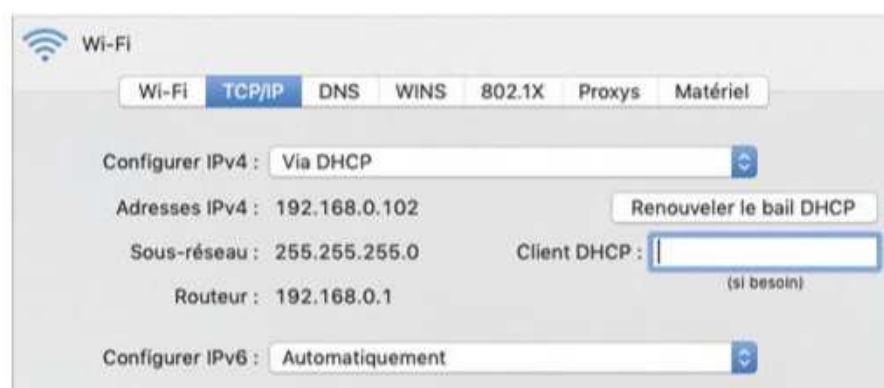 Wi-Fi
Wi-Fi TCP/IP DNS WINS 802.1X Proxys Matériel
Configurer IPv4 : Via DHCP
Adresses IPv4 : 192.168.0.102 Renouveler le bail DHCP
Sous-réseau : 255.255.255.0 Client DHCP :
(si besoin)
Routeur : 192.168.0.1
Configurer IPv6 : Automatiquement